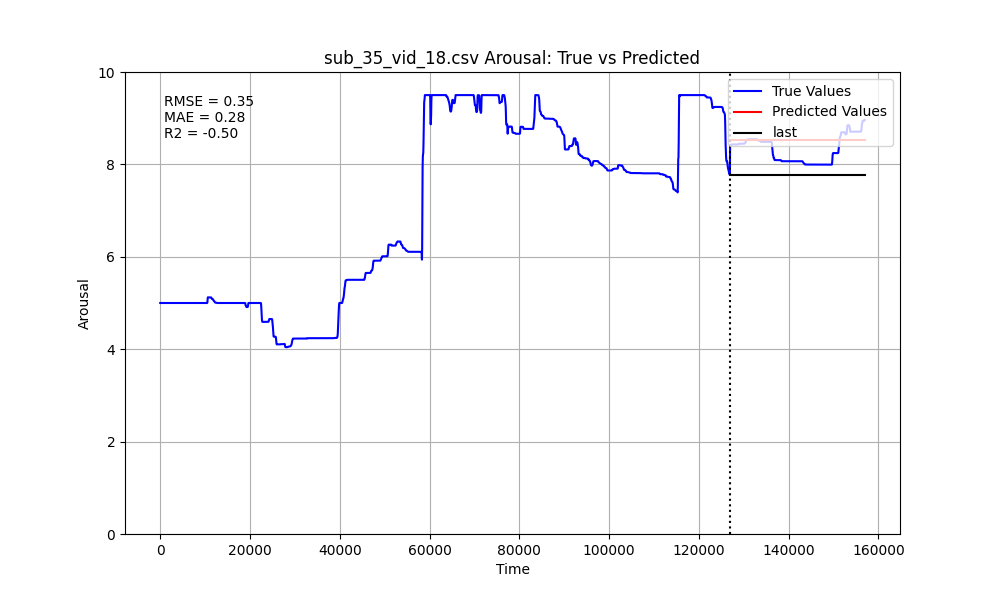 sub_35_vid_18.csv Arousal: True vs Predicted
RMSE = 0.35
MAE = 0.28
R2 = -0.50
True Values
Predicted Values
last
Arousal
10
8
6
4
2
0
0 20000 40000 60000 80000 100000 120000 140000 160000
Time